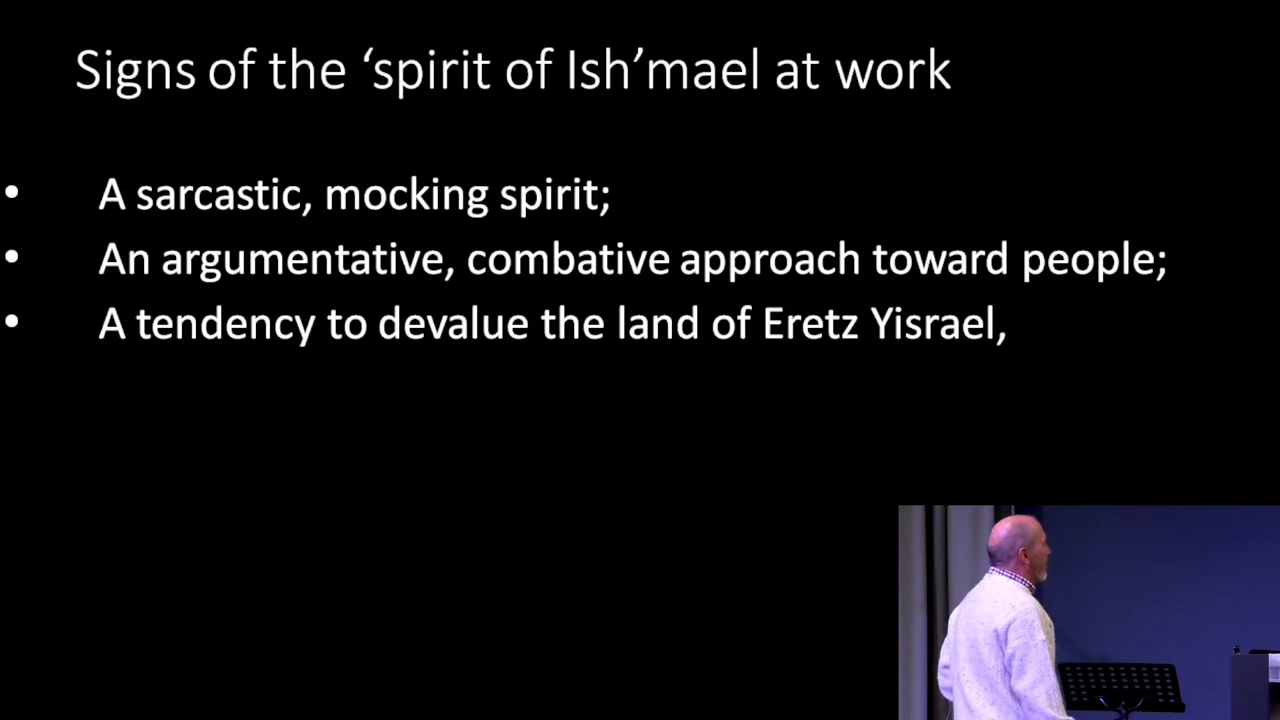 Signs of the ‘spirit of Ish’mael at work
• A sarcastic, mocking spirit;
• An argumentative, combative approach toward people;
• A tendency to devalue the land of Eretz Yisrael,